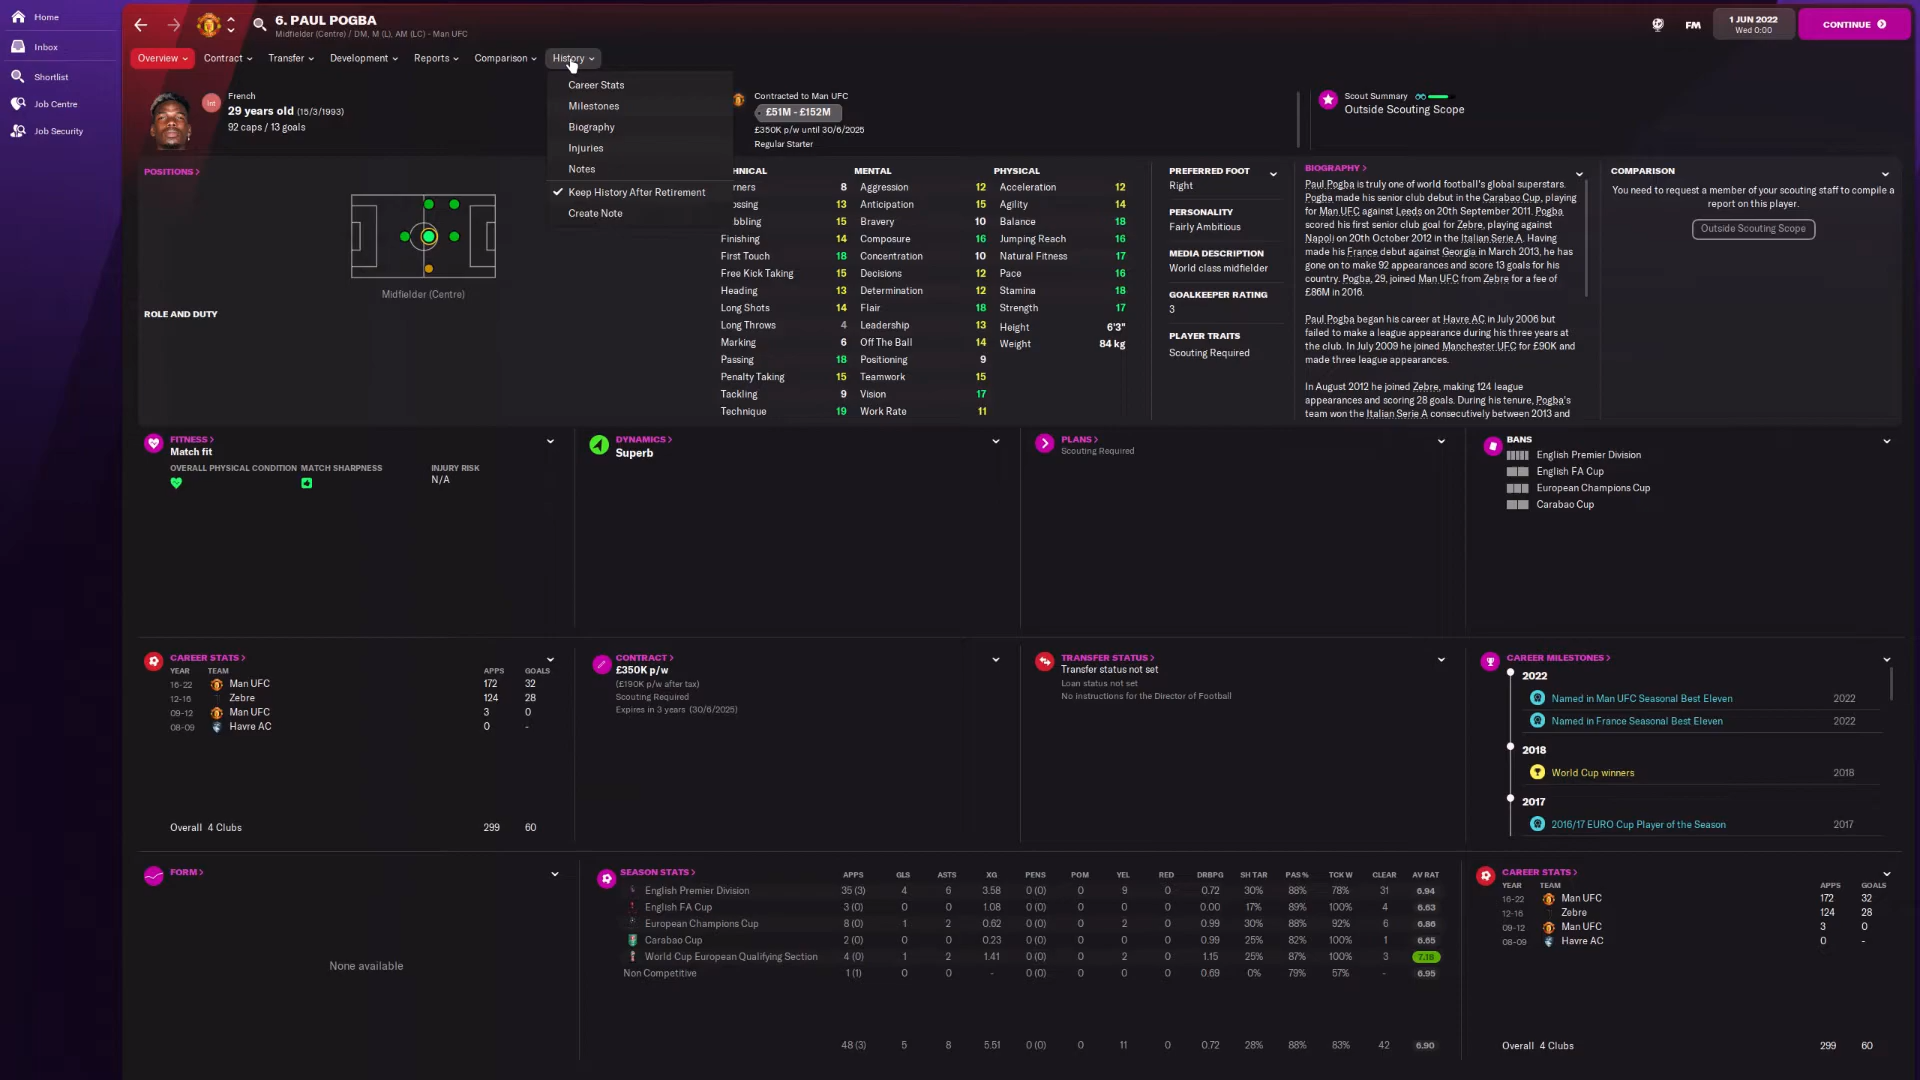 Home
Inbox
Shortlist
Job Centre
Job Security
6. PAUL POGBA
Midfielder (Centre) / DM, M (L), AM (LC) - Man UFC
FM
1 JUN 2022
Wed 0:00
CONTINUE
Overview
Contract
Transfer
Development
Reports
Comparison
History
Career Stats
Milestones
Biography
Injuries
Notes
Keep History After Retirement
Create Note
Int
French
29 years old (15/3/1993)
92 caps / 13 goals
Contracted to Man UFC
£51M - £152M
£350K p/w until 30/6/2025
Regular Starter
Scout Summary
Outside Scouting Scope
POSITIONS >
Midfielder (Centre)
ROLE AND DUTY
HNICAL
rners 8
ossing 13
bbling 15
Finishing 14
First Touch 18
Free Kick Taking 15
Heading 13
Long Shots 14
Long Throws 4
Marking 6
Passing 18
Penalty Taking 15
Tackling 9
Technique 19
MENTAL
Aggression 12
Anticipation 15
Bravery 10
Composure 16
Concentration 10
Decisions 12
Determination 12
Flair 18
Leadership 13
Off The Ball 14
Positioning 9
Teamwork 15
Vision 17
Work Rate 11
PHYSICAL
Acceleration 12
Agility 14
Balance 18
Jumping Reach 16
Natural Fitness 17
Pace 16
Stamina 18
Strength 17
Height 6'3"
Weight 84 kg
PREFERRED FOOT
Right
PERSONALITY
Fairly Ambitious
MEDIA DESCRIPTION
World class midfielder
GOALKEEPER RATING
3
PLAYER TRAITS
Scouting Required
BIOGRAPHY >
Paul Pogba is truly one of world football's global superstars.
Pogba made his senior club debut in the Carabao Cup, playing
for Man UFC against Leeds on 20th September 2011. Pogba
scored his first senior club goal for Zebre, playing against
Napoli on 20th October 2012 in the Italian Serie A. Having
made his France debut against Georgia in March 2013, he has
gone on to make 92 appearances and score 13 goals for his
country. Pogba, 29, joined Man UFC from Zebre for a fee of
£86M in 2016.
Paul Pogba began his career at Havre AC in July 2006 but
failed to make a league appearance during his three years at
the club. In July 2009 he joined Manchester UFC for £90K and
made three league appearances.
In August 2012 he joined Zebre, making 124 league
appearances and scoring 28 goals. During his tenure, Pogba's
team won the Italian Serie A consecutively between 2013 and
COMPARISON
You need to request a member of your scouting staff to compile a
report on this player.
Outside Scouting Scope
FITNESS >
Match fit
OVERALL PHYSICAL CONDITION MATCH SHARPNESS INJURY RISK
N/A
DYNAMICS >
Superb
PLANS >
Scouting Required
BANS
English Premier Division
English FA Cup
European Champions Cup
Carabao Cup
CAREER STATS >
YEAR TEAM APPS GOALS
16-22 Man UFC 172 32
12-16 Zebre 124 28
09-12 Man UFC 3 0
08-09 Havre AC 0 -
Overall 4 Clubs 299 60
CONTRACT >
£350K p/w
(£190K p/w after tax)
Scouting Required
Expires in 3 years (30/6/2025)
TRANSFER STATUS >
Transfer status not set
Loan status not set
No instructions for the Director of Football
CAREER MILESTONES >
2022
Named in Man UFC Seasonal Best Eleven 2022
Named in France Seasonal Best Eleven 2022
2018
World Cup winners 2018
2017
2016/17 EURO Cup Player of the Season 2017
FORM >
None available
SEASON STATS > APPS GLS ASTS XG PENS POM YEL RED DRBPG SH TAR PAS % TCK W CLEAR AV RAT
English Premier Division 35 (3) 4 6 3.58 0 (0) 0 9 0 0.72 30% 88% 78% 31 6.94
English FA Cup 3 (0) 0 0 1.08 0 (0) 0 0 0 0.00 17% 89% 100% 4 6.63
European Champions Cup 8 (0) 1 2 0.62 0 (0) 0 2 0 0.99 30% 88% 92% 6 6.86
Carabao Cup 2 (0) 0 0 0.23 0 (0) 0 0 0 0.99 25% 82% 100% 1 6.65
World Cup European Qualifying Section 4 (0) 1 2 1.41 0 (0) 0 2 0 1.15 25% 87% 100% 3 7.18
Non Competitive 1 (1) 0 0 - 0 (0) 0 0 0 0.69 0% 79% 57% - 6.95
48 (3) 5 8 5.51 0 (0) 0 11 0 0.72 28% 88% 83% 42 6.90
CAREER STATS >
YEAR TEAM APPS GOALS
16-22 Man UFC 172 32
12-16 Zebre 124 28
09-12 Man UFC 3 0
08-09 Havre AC 0 -
Overall 4 Clubs 299 60